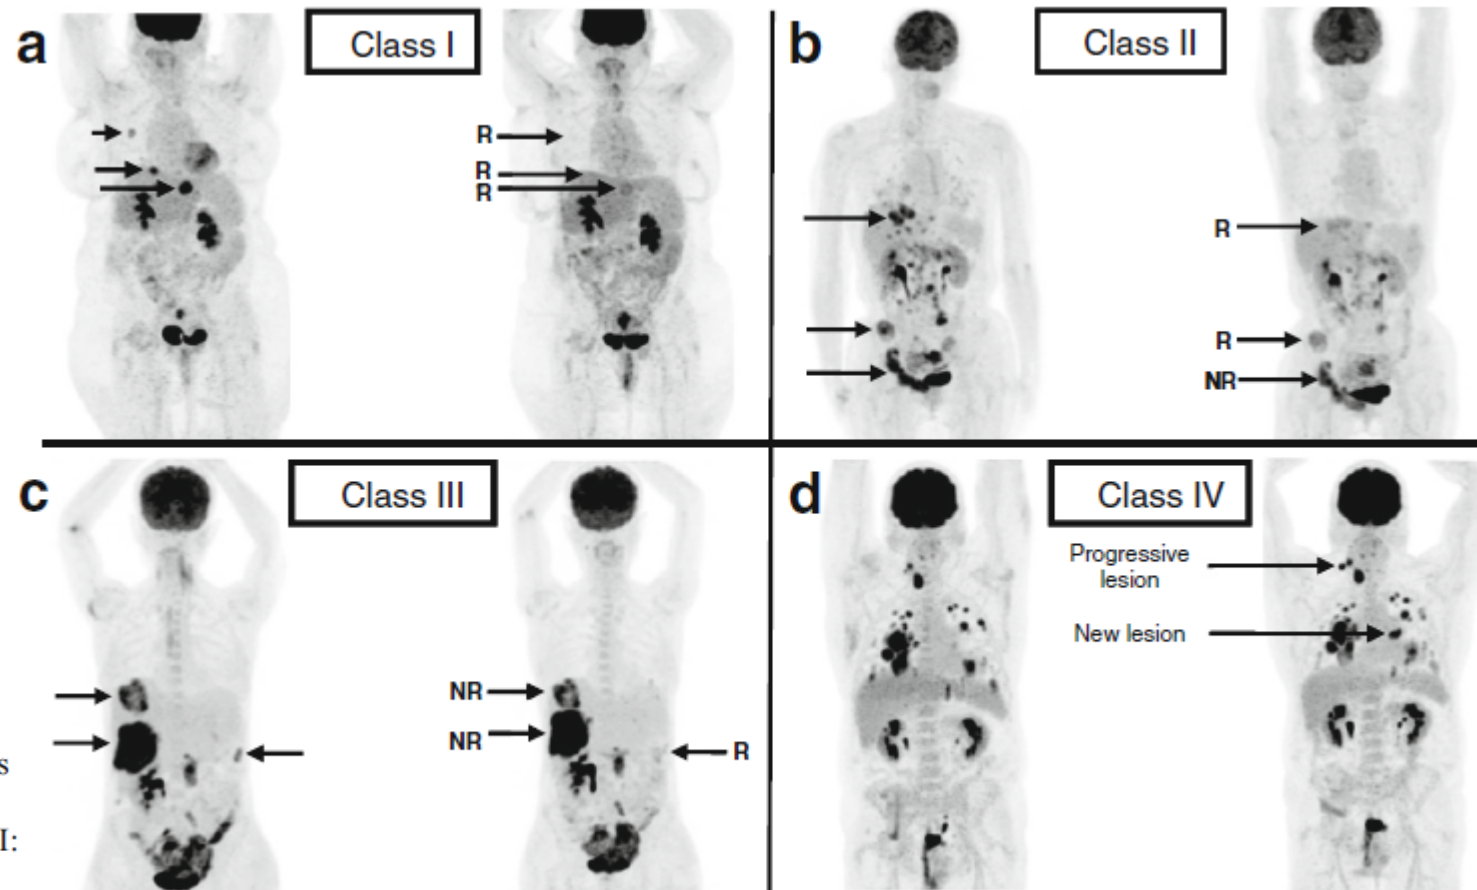 a
Class I
R
R
R
b
Class II
R
R
NR
c
Class III
NR
NR
R
s
I:
d
Class IV
Progressive
lesion
New lesion